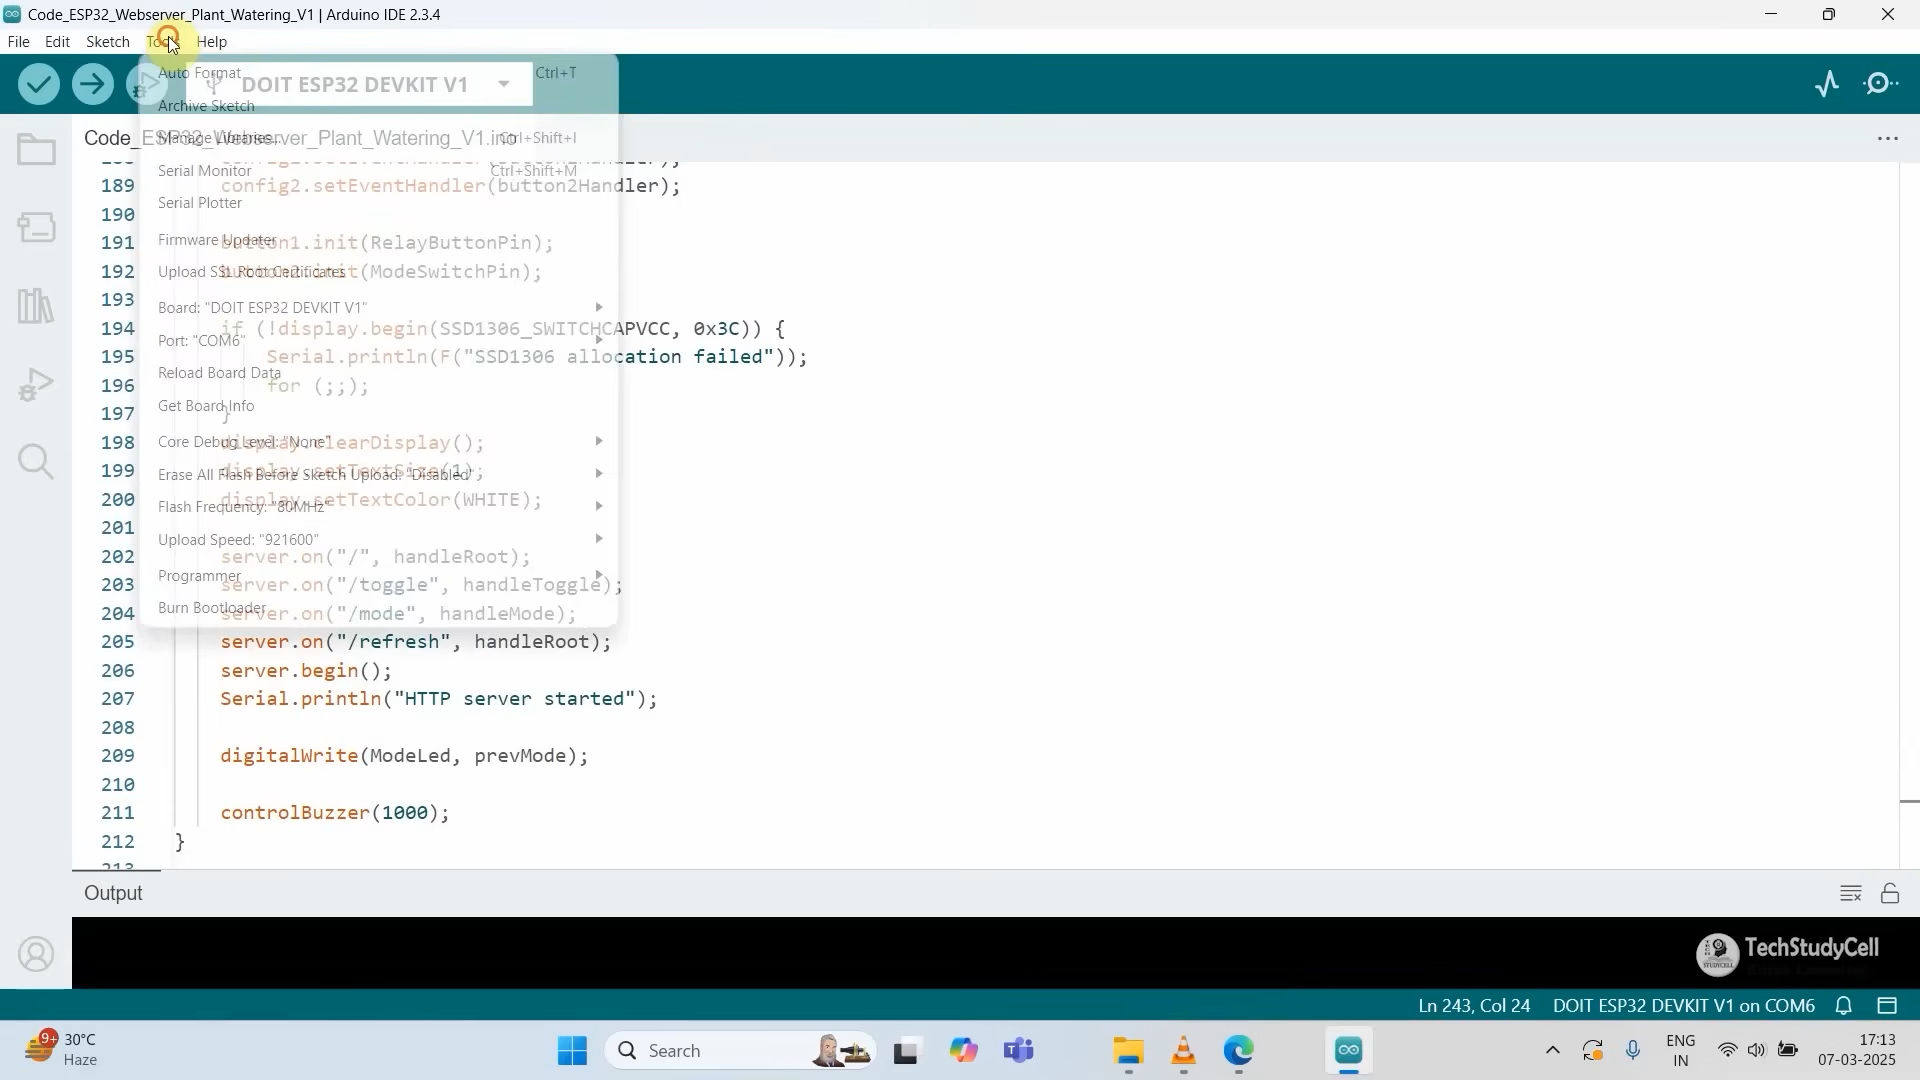 Code_ESP32_Webserver_Plant_Watering_V1 | Arduino IDE 2.3.4
File Edit Sketch Tools Help
DOIT ESP32 DEVKIT V1
Code_ESP32_Webserver_Plant_Watering_V1.ino
Auto Format Ctrl+T
Archive Sketch
Manage Libraries... Ctrl+Shift+I
Serial Monitor Ctrl+Shift+M
Serial Plotter
Firmware Updater
Upload SSL Root Certificates
Board: "DOIT ESP32 DEVKIT V1"
Port: "COM6"
Reload Board Data
Get Board Info
Core Debug Level: "None"
Erase All Flash Before Sketch Upload: "Disabled"
Flash Frequency: "80MHz"
Upload Speed: "921600"
Programmer
Burn Bootloader
189 config2.setEventHandler(button2Handler);
190
191 button1.init(RelayButtonPin);
192 button2.init(ModeSwitchPin);
193
194 if (!display.begin(SSD1306_SWITCHCAPVCC, 0x3C)) {
195 Serial.println(F("SSD1306 allocation failed"));
196 for (;;);
197 }
198 display.clearDisplay();
199 display.setTextSize(1);
200 display.setTextColor(WHITE);
201
202 server.on("/", handleRoot);
203 server.on("/toggle", handleToggle);
204 server.on("/mode", handleMode);
205 server.on("/refresh", handleRoot);
206 server.begin();
207 Serial.println("HTTP server started");
208
209 digitalWrite(ModeLed, prevMode);
210
211 controlBuzzer(1000);
212 }
213
Output
TechStudyCell
Ln 243, Col 24 DOIT ESP32 DEVKIT V1 on COM6
9+
30°C
Haze
Search
ENG
IN
17:13
07-03-2025